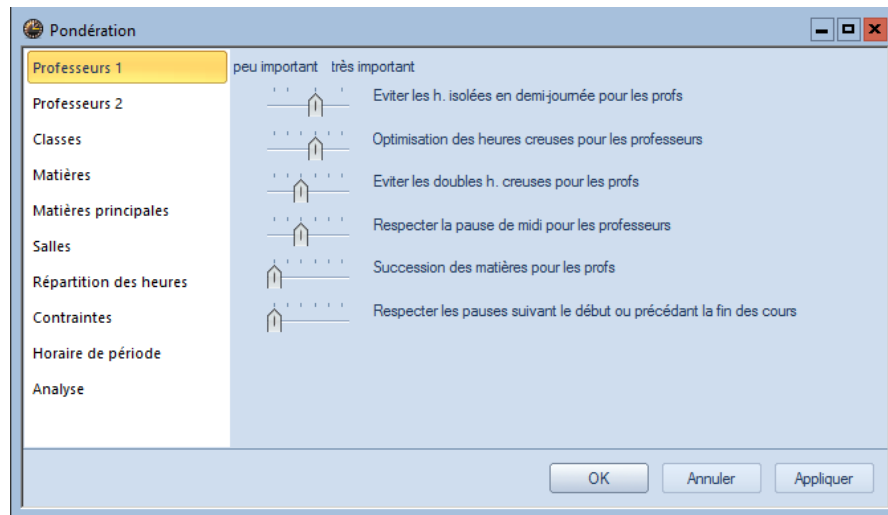 Pondération
Professeurs 1
Professeurs 2
Classes
Matières
Matières principales
Salles
Répartition des heures
Contraintes
Horaire de période
Analyse
peu important très important
Eviter les h. isolées en demi-journée pour les profs
Optimisation des heures creuses pour les professeurs
Eviter les doubles h. creuses pour les profs
Respecter la pause de midi pour les professeurs
Succession des matières pour les profs
Respecter les pauses suivant le début ou précédant la fin des cours
OK Annuler Appliquer